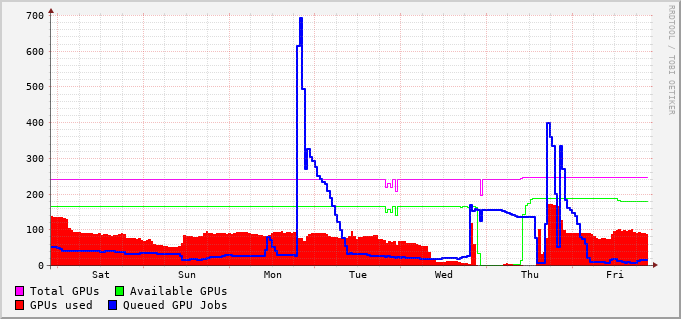 700
600
500
400
300
200
100
0
Sat Sun Mon Tue Wed Thu Fri
Total GPUs Available GPUs
GPUs used Queued GPU Jobs
RRDTOOL / TOBI OETIKER